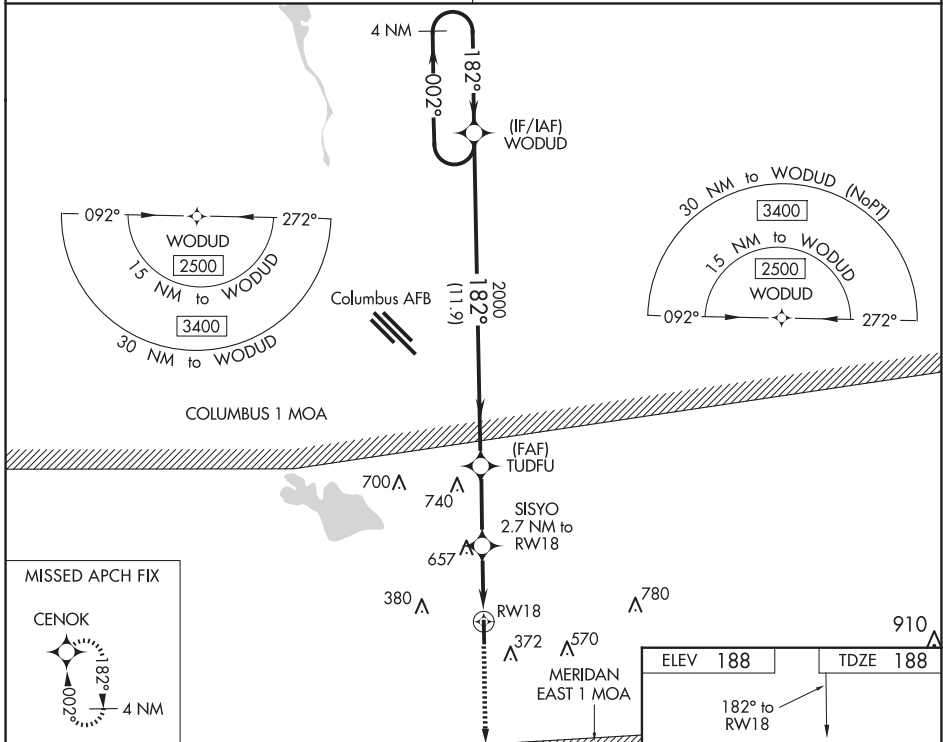 4 NM
182°
002°
(IF/IAF)
WODUD
092°
272°
WODUD
2500
15 NM to WODUD
3400
30 NM to WODUD
30 NM to WODUD (NoPT)
3400
15 NM to WODUD
2500
WODUD
092°
272°
Columbus AFB
2000
182°
(11.9)
COLUMBUS 1 MOA
(FAF)
TUDFU
700
740
SISYO
2.7 NM to
RW18
657
MISSED APCH FIX
CENOK
182°
002°
4 NM
380
RW18
780
372
570
910
MERIDAN
EAST 1 MOA
ELEV 188
TDZE 188
182° to
RW18